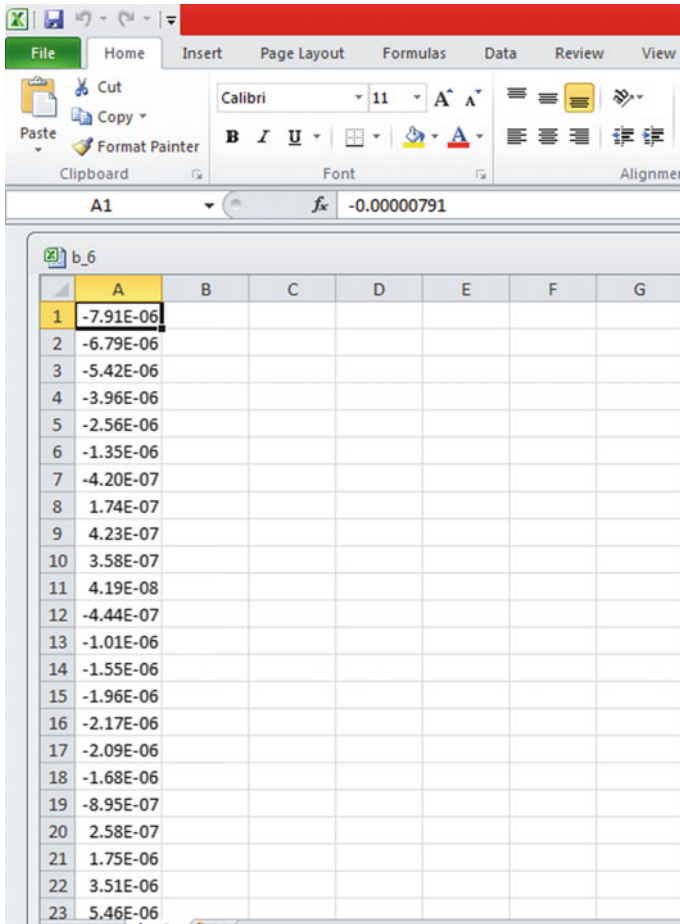 File Home Insert Page Layout Formulas Data Review View
Cut
Copy
Paste
Format Painter
Calibri 11 A A
B I U A
Clipboard Font
A1 fx -0.00000791
b_6
A B C D E F G
1 -7.91E-06
2 -6.79E-06
3 -5.42E-06
4 -3.96E-06
5 -2.56E-06
6 -1.35E-06
7 -4.20E-07
8 1.74E-07
9 4.23E-07
10 3.58E-07
11 4.19E-08
12 -4.44E-07
13 -1.01E-06
14 -1.55E-06
15 -1.96E-06
16 -2.17E-06
17 -2.09E-06
18 -1.68E-06
19 -8.95E-07
20 2.58E-07
21 1.75E-06
22 3.51E-06
23 5.46E-06